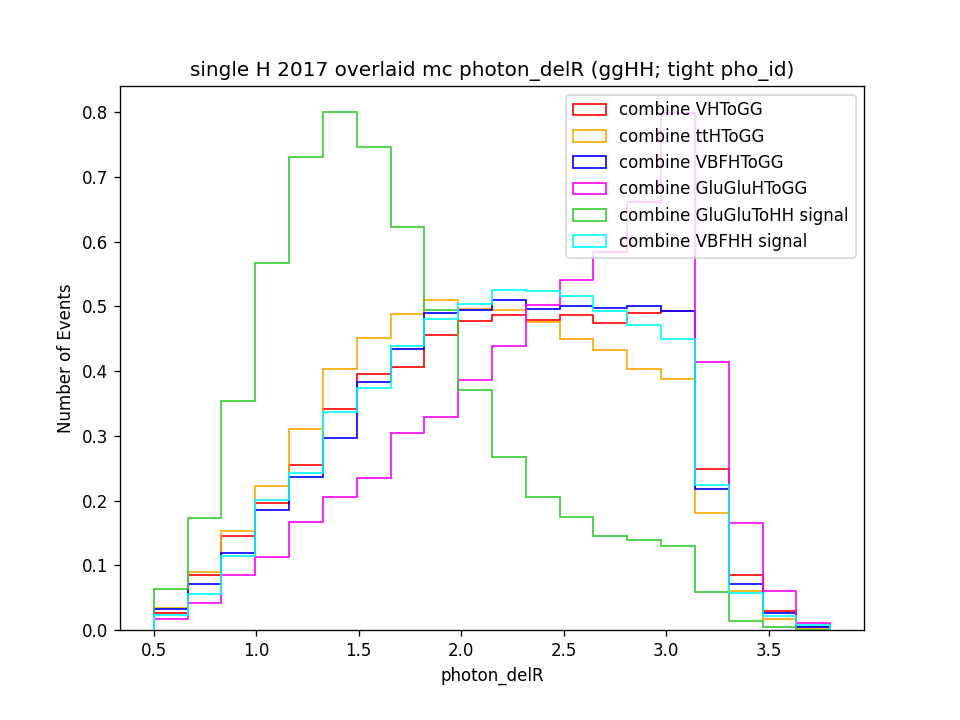 single H 2017 overlaid mc photon_delR (ggHH; tight pho_id)
combine VHToGG
combine ttHToGG
combine VBFHToGG
combine GluGluHToGG
combine GluGluToHH signal
combine VBFHH signal
Number of Events
0.8
0.7
0.6
0.5
0.4
0.3
0.2
0.1
0.0
0.5
1.0
1.5
2.0
2.5
3.0
3.5
photon_delR